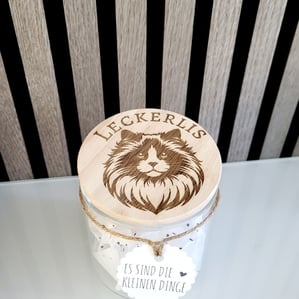 LECKERLIS
ES SIND DIE
KLEINEN DINGE